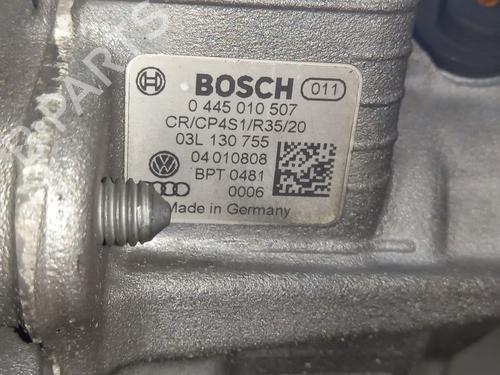 BOSCH 011
0 445 010 507
CR/CP4S1/R35/20
03L 130 755
04010808
BPT 0481
0006
Made in Germany